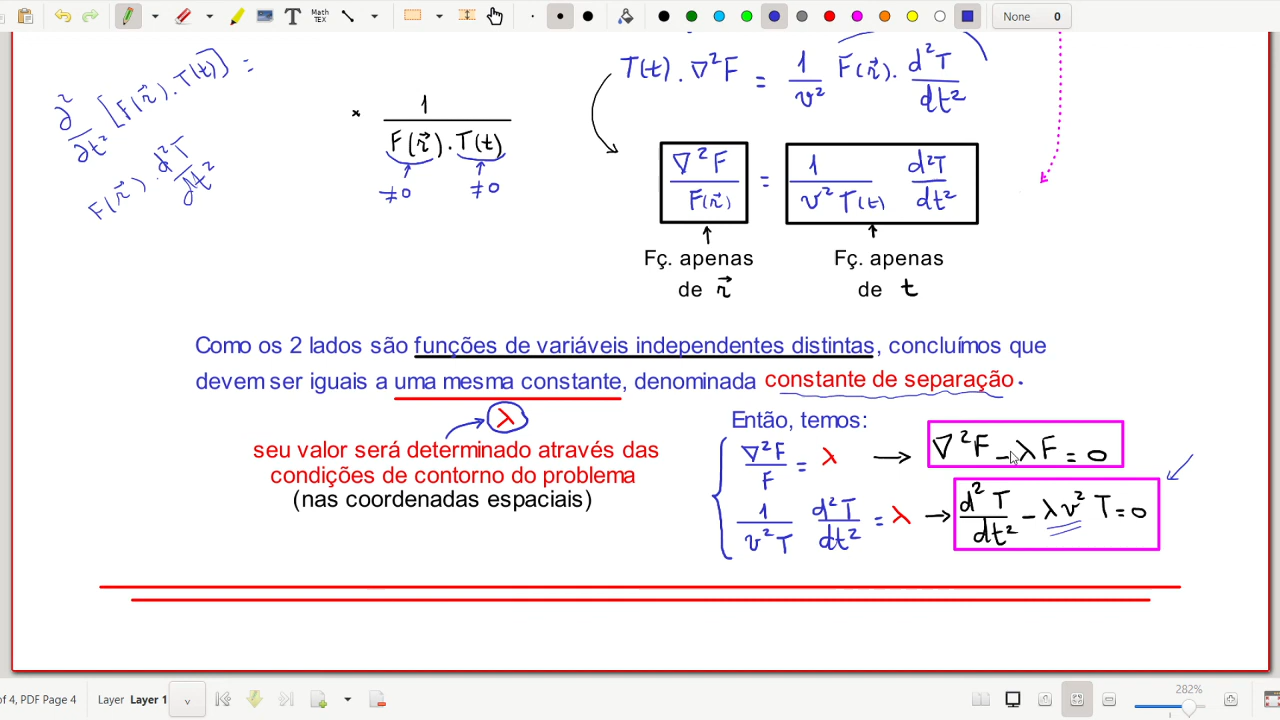 MATH TEX
None 0
T(t) . ∇²F = 1/v² F(r⃗) . d²T/dt²
∂²/∂t² [F(r⃗) . T(t)] =
F(r⃗) . d²T/dt²
* 1/F(r⃗) . T(t)
≠0 ≠0
∇²F/F(r⃗) = 1/v² T(t) d²T/dt²
Fç. apenas de r⃗
Fç. apenas de t
Como os 2 lados são funções de variáveis independentes distintas, concluímos que
devem ser iguais a uma mesma constante, denominada constante de separação.
λ
seu valor será determinado através das
condições de contorno do problema
(nas coordenadas espaciais)
Então, temos:
∇²F/F = λ → ∇²F - λF = 0
1/v²T d²T/dt² = λ → d²T/dt² - λv² T = 0
of 4, PDF Page 4 Layer Layer 1 282%